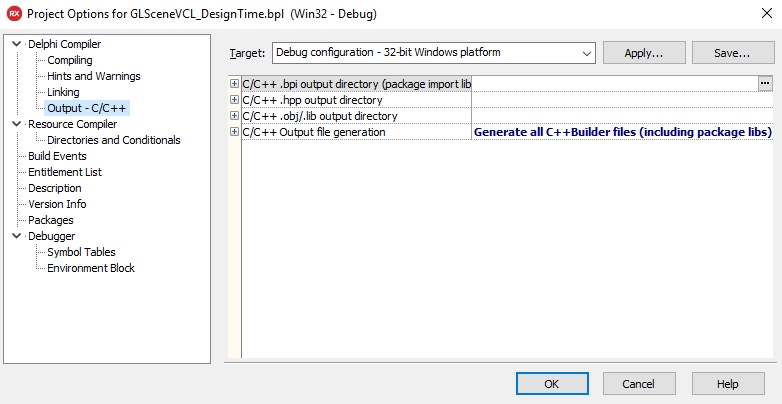 RX Project Options for GLSceneVCL_DesignTime.bpl (Win32 - Debug)
Delphi Compiler
Compiling
Hints and Warnings
Linking
Output - C/C++
Resource Compiler
Directories and Conditionals
Build Events
Entitlement List
Description
Version Info
Packages
Debugger
Symbol Tables
Environment Block
Target: Debug configuration - 32-bit Windows platform Apply... Save...
C/C++ .bpi output directory (package import lib ...
C/C++ .hpp output directory
C/C++ .obj/.lib output directory
C/C++ Output file generation Generate all C++Builder files (including package libs)
OK Cancel Help